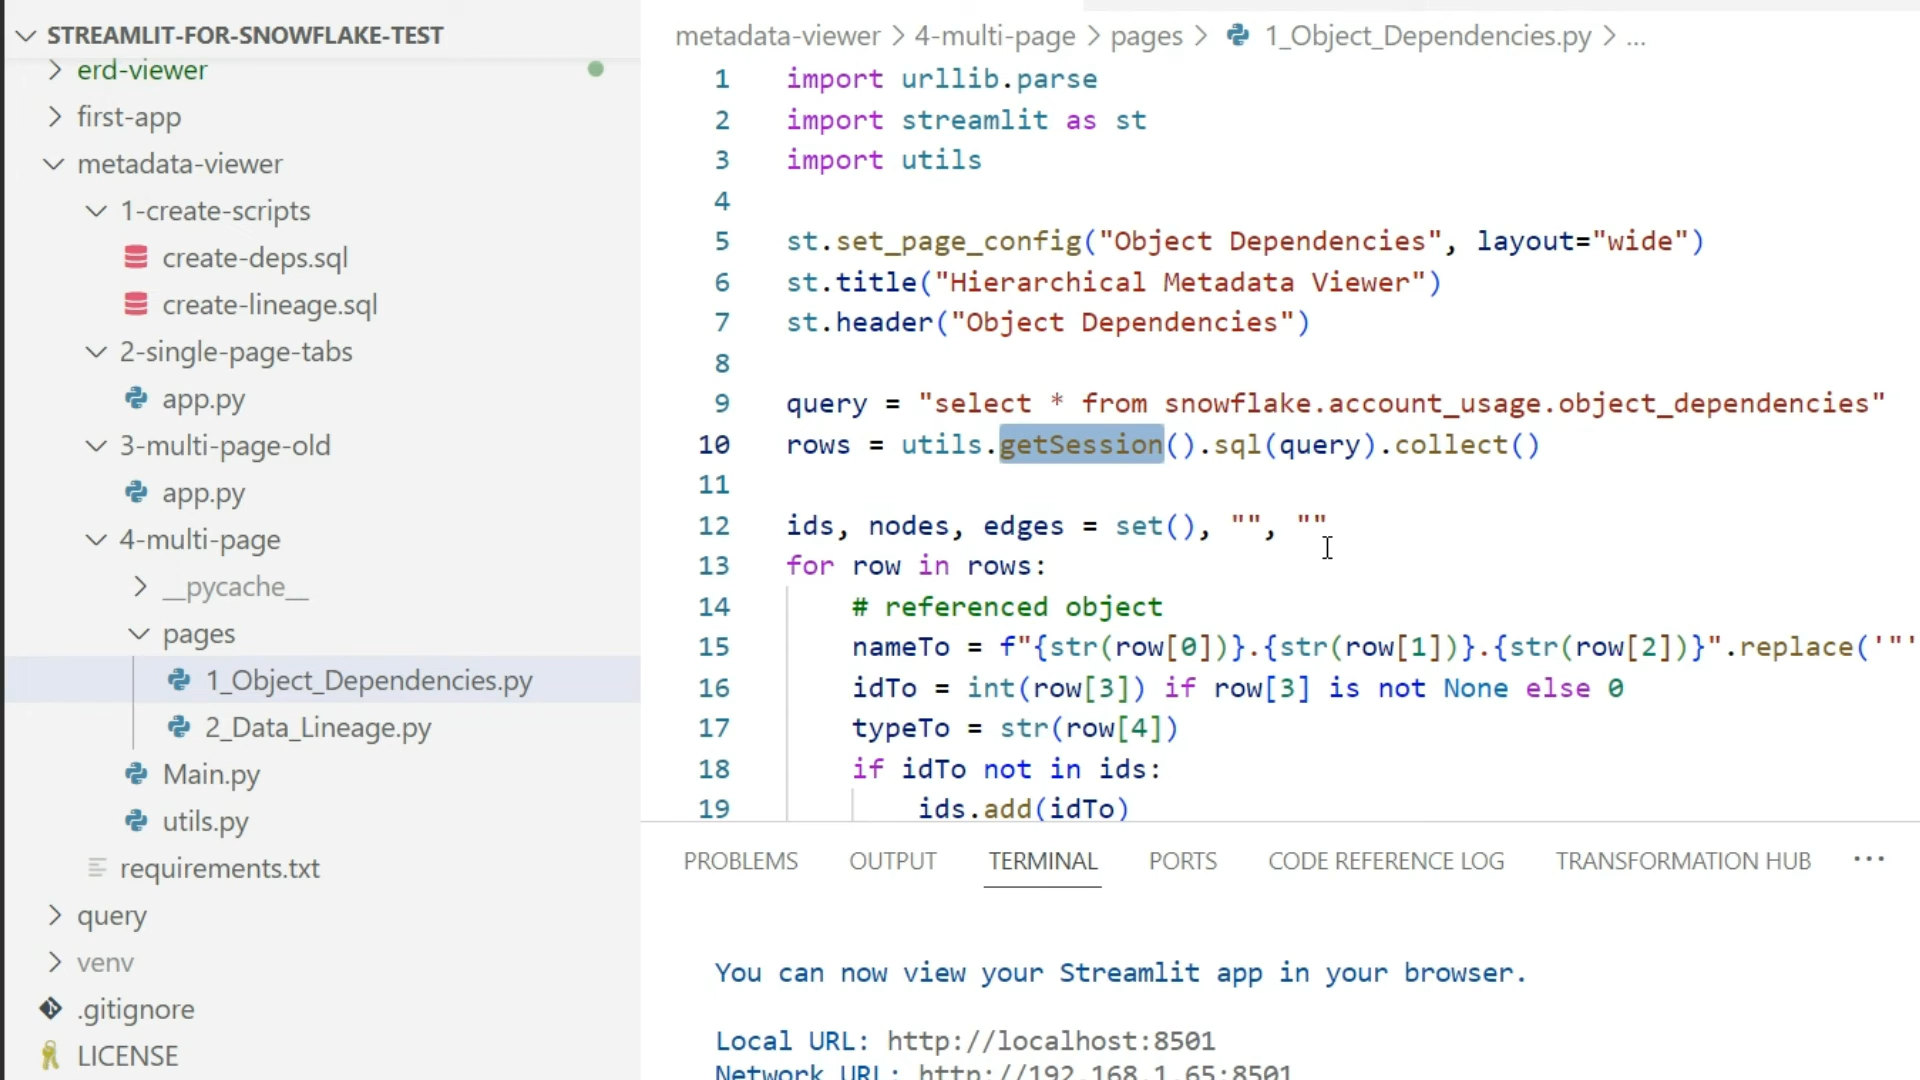 STREAMLIT-FOR-SNOWFLAKE-TEST
erd-viewer
first-app
metadata-viewer
1-create-scripts
create-deps.sql
create-lineage.sql
2-single-page-tabs
app.py
3-multi-page-old
app.py
4-multi-page
__pycache__
pages
1_Object_Dependencies.py
2_Data_Lineage.py
Main.py
utils.py
requirements.txt
query
venv
.gitignore
LICENSE
metadata-viewer > 4-multi-page > pages > 1_Object_Dependencies.py > ...
1 import urllib.parse
2 import streamlit as st
3 import utils
4
5 st.set_page_config("Object Dependencies", layout="wide")
6 st.title("Hierarchical Metadata Viewer")
7 st.header("Object Dependencies")
8
9 query = "select * from snowflake.account_usage.object_dependencies"
10 rows = utils.getSession().sql(query).collect()
11
12 ids, nodes, edges = set(), "", ""
13 for row in rows:
14 # referenced object
15 nameTo = f"{str(row[0])}.{str(row[1])}.{str(row[2])}".replace('"'
16 idTo = int(row[3]) if row[3] is not None else 0
17 typeTo = str(row[4])
18 if idTo not in ids:
19 ids.add(idTo)
PROBLEMS OUTPUT TERMINAL PORTS CODE REFERENCE LOG TRANSFORMATION HUB ...
You can now view your Streamlit app in your browser.
Local URL: http://localhost:8501
Network URL: http://192.168.1.65:8501